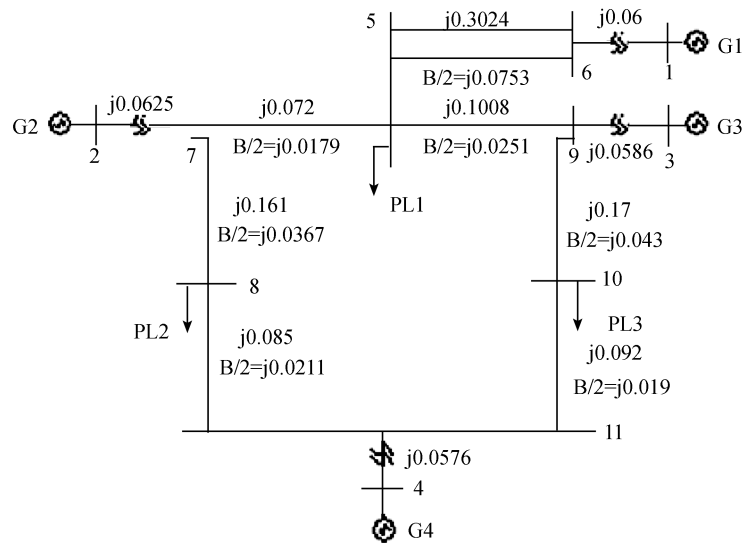 5
j0.3024
j0.06
B/2=j0.0753
6
1
G1
j0.0625
j0.072
j0.1008
G2
G3
2
7
B/2=j0.0179
B/2=j0.0251
9
j0.0586
3
PL1
j0.161
B/2=j0.0367
j0.17
B/2=j0.043
8
10
PL2
PL3
j0.085
B/2=j0.0211
j0.092
B/2=j0.019
11
j0.0576
4
G4